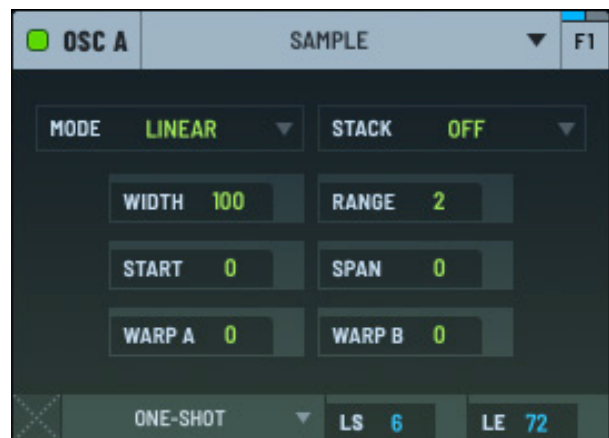 OSC A SAMPLE F1
MODE LINEAR STACK OFF
WIDTH 100 RANGE 2
START 0 SPAN 0
WARP A 0 WARP B 0
ONE-SHOT LS 6 LE 72